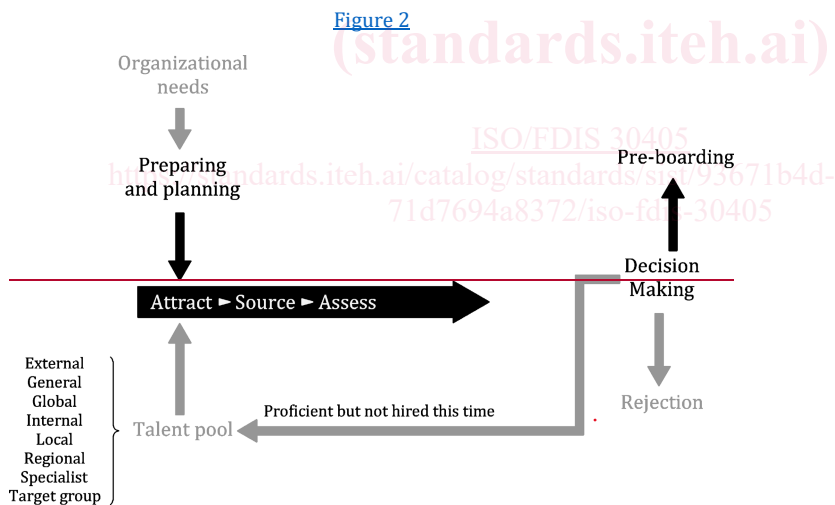 Figure 2
(standards.iteh.ai)
Organizational
needs
ISO/FDIS 30405
https://standards.iteh.ai/catalog/standards/sist/93671b4d-
71d7694a8372/iso-fdis-30405
Preparing
and planning
Pre-boarding
Decision
Making
Attract ► Source ► Assess
External
General
Global
Internal
Local
Regional
Specialist
Target group
Talent pool
Proficient but not hired this time
Rejection